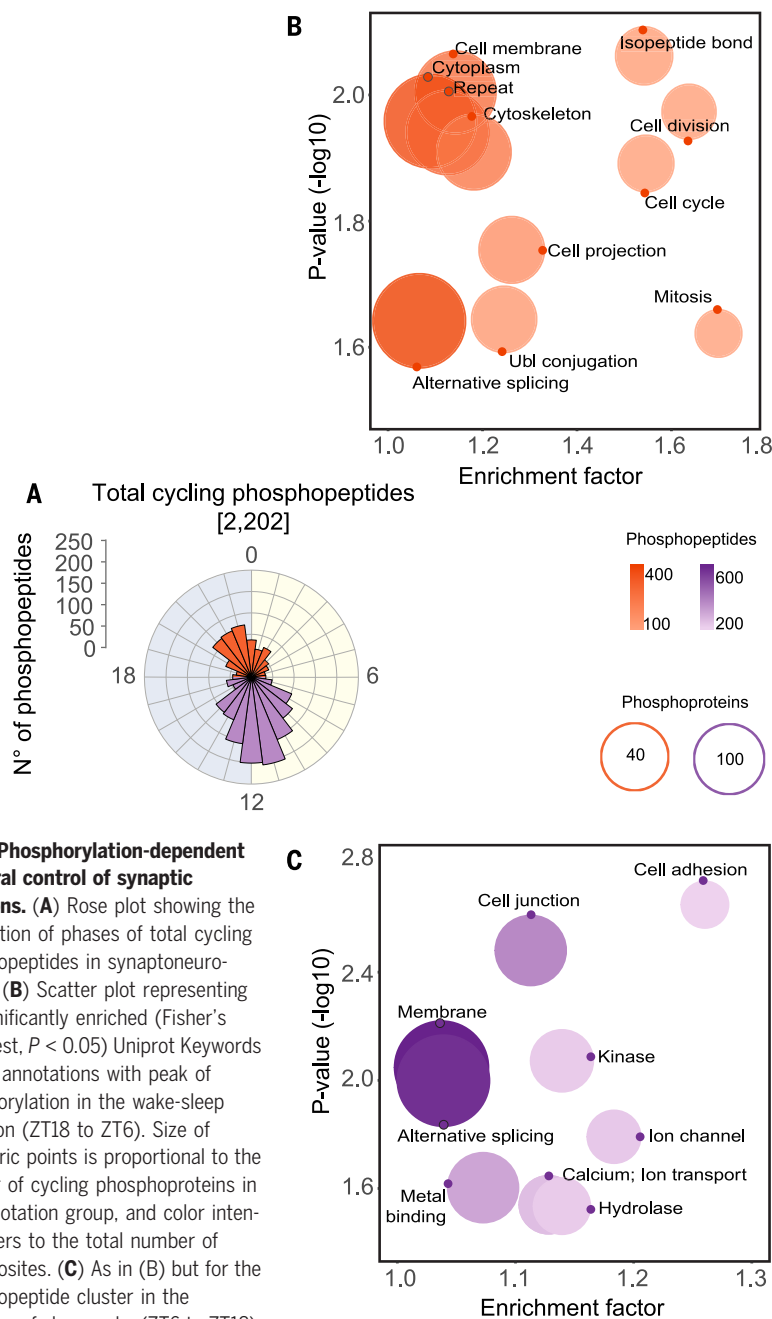 B
Cell membrane
Isopeptide bond
Cytoplasm
Repeat
Cytoskeleton
Cell division
Cell cycle
Cell projection
Mitosis
Ubl conjugation
Alternative splicing
P-value (-log10)
2.0
1.8
1.6
1.0 1.2 1.4 1.6 1.8
Enrichment factor
A
Total cycling phosphopeptides
[2,202]
N° of phosphopeptides
250
200
150
100
50
0
0
18
6
12
Phosphopeptides
400
100
600
200
Phosphoproteins
40
100
Phosphorylation-dependent
ral control of synaptic
ns. (A) Rose plot showing the
tion of phases of total cycling
opeptides in synaptoneuro-
(B) Scatter plot representing
nificantly enriched (Fisher's
est, P < 0.05) Uniprot Keywords
annotations with peak of
orylation in the wake-sleep
on (ZT18 to ZT6). Size of
ric points is proportional to the
of cycling phosphoproteins in
notation group, and color inten-
ers to the total number of
osites. (C) As in (B) but for the
opeptide cluster in the
C
Cell adhesion
Cell junction
Membrane
Kinase
Alternative splicing
Ion channel
Calcium; Ion transport
Metal
binding
Hydrolase
P-value (-log10)
2.8
2.4
2.0
1.6
1.0 1.1 1.2 1.3
Enrichment factor